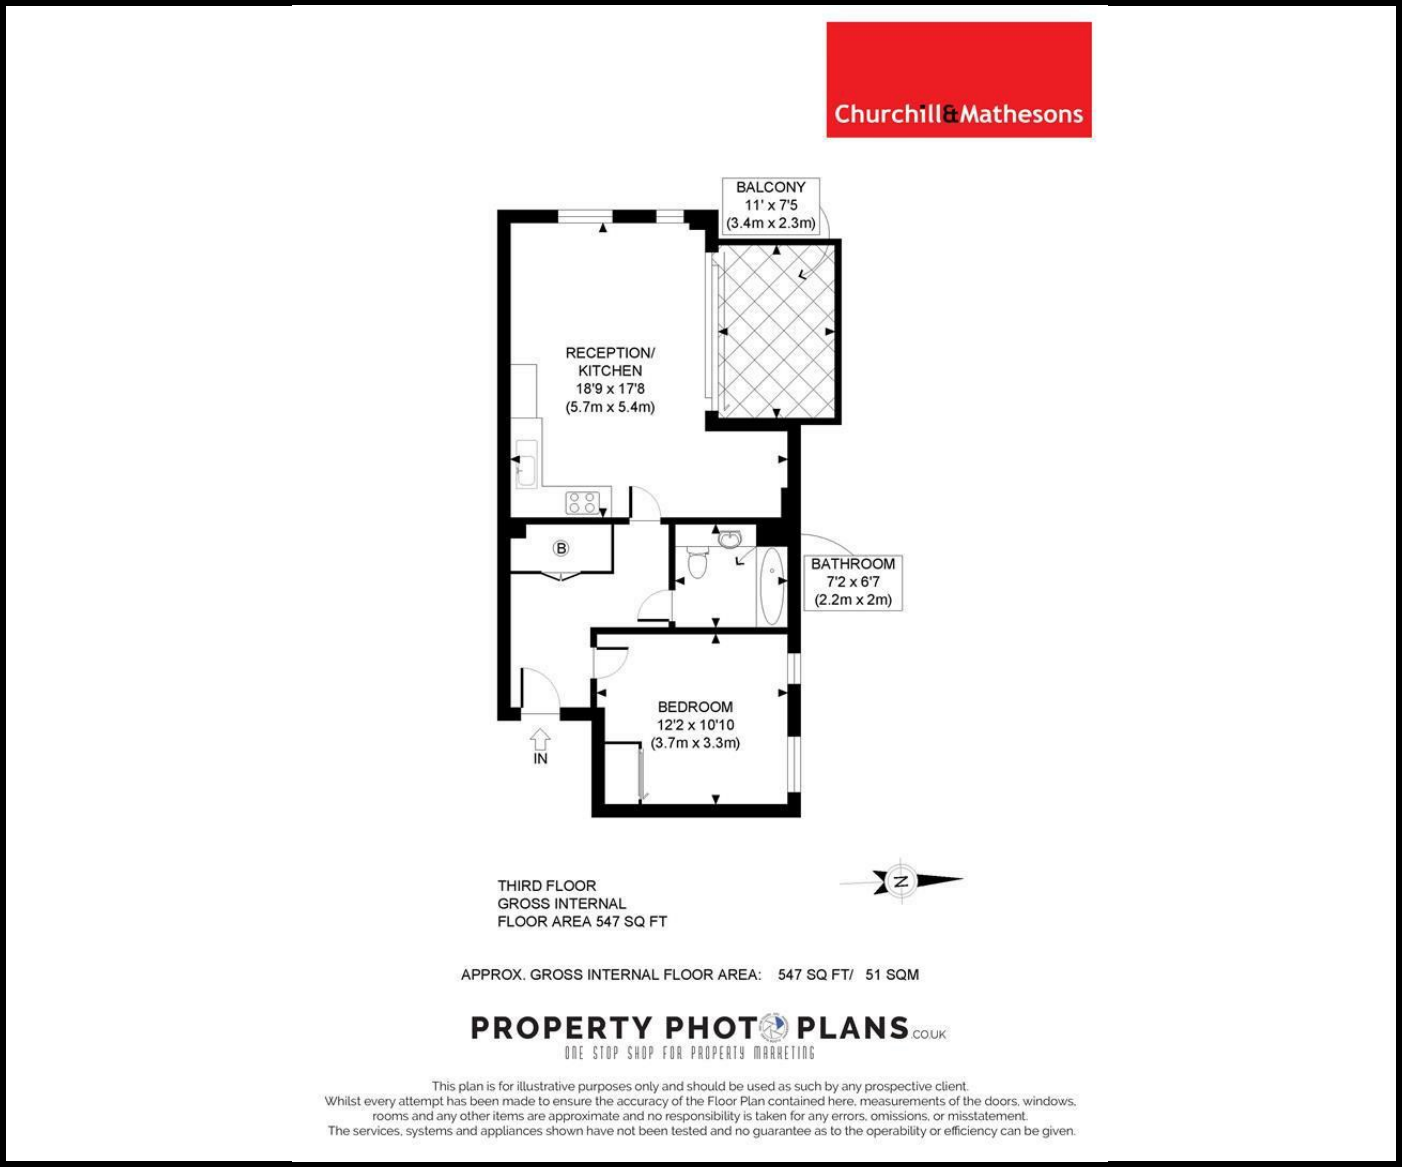 Churchill&Mathesons
BALCONY
11' x 7'5
(3.4m x 2.3m)
RECEPTION/
KITCHEN
18'9 x 17'8
(5.7m x 5.4m)
B
BATHROOM
7'2 x 6'7
(2.2m x 2m)
BEDROOM
12'2 x 10'10
(3.7m x 3.3m)
IN
THIRD FLOOR
GROSS INTERNAL
FLOOR AREA 547 SQ FT
N
APPROX. GROSS INTERNAL FLOOR AREA: 547 SQ FT/ 51 SQM
PROPERTY PHOTO PLANS.CO.UK
ONE STOP SHOP FOR PROPERTY MARKETING
This plan is for illustrative purposes only and should be used as such by any prospective client.
Whilst every attempt has been made to ensure the accuracy of the Floor Plan contained here, measurements of the doors, windows,
rooms and any other items are approximate and no responsibility is taken for any errors, omissions, or misstatement.
The services, systems and appliances shown have not been tested and no guarantee as to the operability or efficiency can be given.